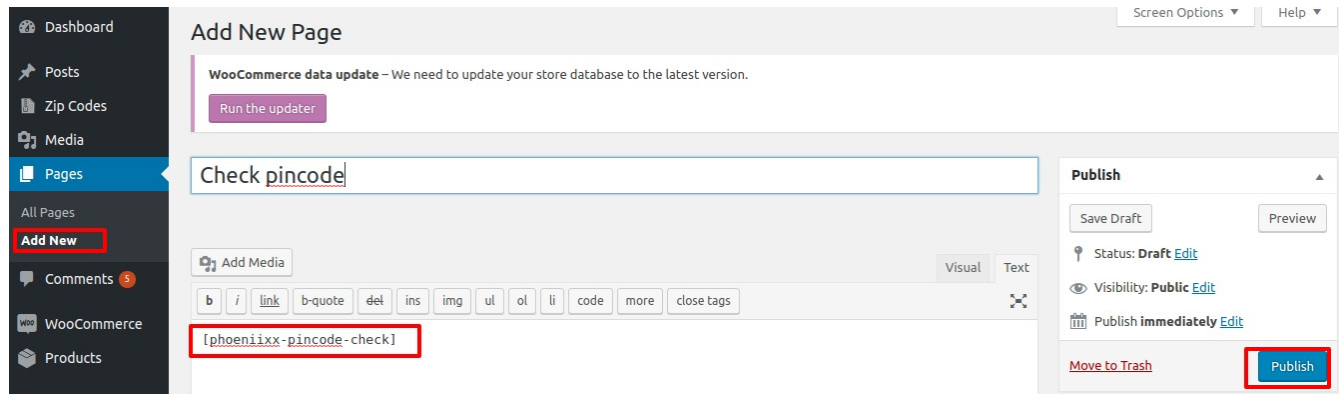 Dashboard
Posts
Zip Codes
Media
Pages
All Pages
Add New
Comments 5
WooCommerce
Products
Screen Options ▼
Help ▼
Add New Page
WooCommerce data update – We need to update your store database to the latest version.
Run the updater
Check pincode
Add Media
Visual
Text
b i link b-quote del ins img ul ol li code more close tags
[phoeniixx-pincode-check]
Publish
Save Draft
Preview
Status: Draft Edit
Visibility: Public Edit
Publish immediately Edit
Move to Trash
Publish